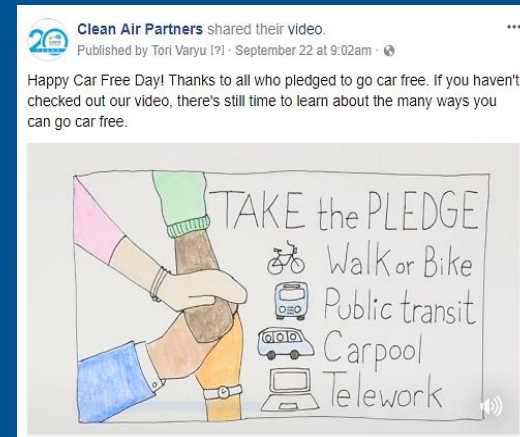 Clean Air Partners shared their video.
Published by Tori Varyu [?] · September 22 at 9:02am ·
Happy Car Free Day! Thanks to all who pledged to go car free. If you haven't
checked out our video, there's still time to learn about the many ways you
can go car free.
TAKE the PLEDGE
Walk or Bike
Public transit
Carpool
Telework